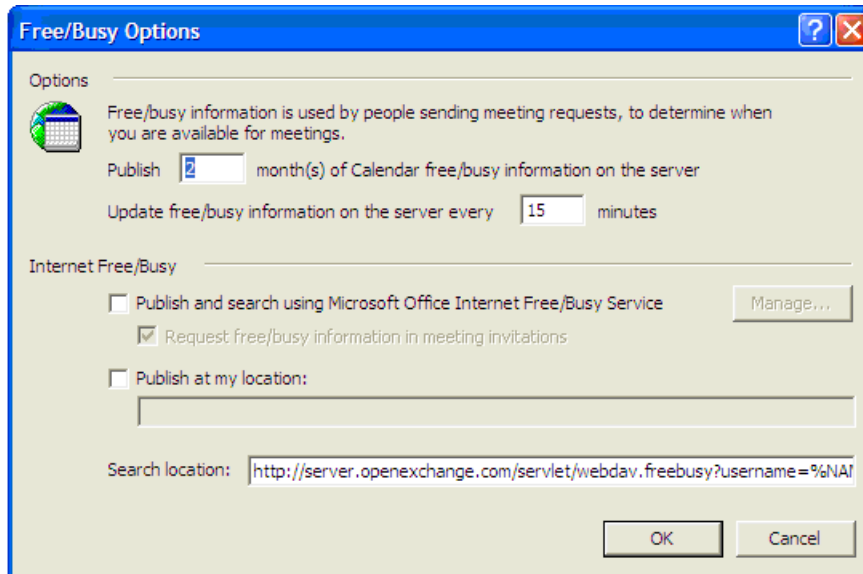 Free/Busy Options
Options
Free/busy information is used by people sending meeting requests, to determine when
you are available for meetings.
Publish 2 month(s) of Calendar free/busy information on the server
Update free/busy information on the server every 15 minutes
Internet Free/Busy
Publish and search using Microsoft Office Internet Free/Busy Service Manage...
Request free/busy information in meeting invitations
Publish at my location:
Search location: http://server.openexchange.com/servlet/webdav.freebusy?username=%NAM
OK Cancel